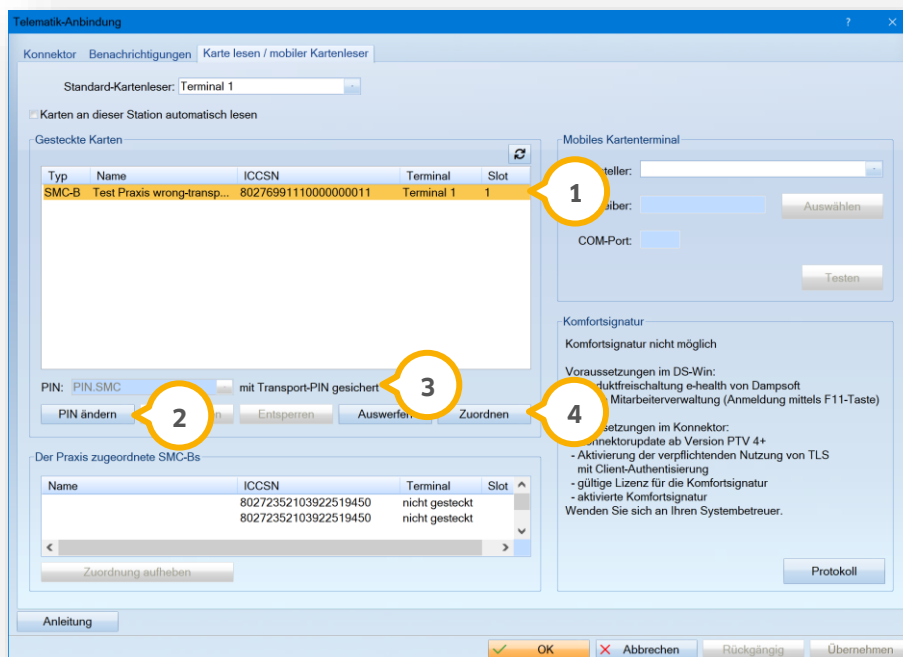 Telematik-Anbindung ? ×
Konnektor Benachrichtigungen Karte lesen / mobiler Kartenleser
Standard-Kartenleser: Terminal 1
Karten an dieser Station automatisch lesen
Gesteckte Karten
Typ Name ICCSN Terminal Slot
SMC-B Test Praxis wrong-transp... 80276991110000000011 Terminal 1 1
1
PIN: PIN.SMC mit Transport-PIN gesichert
3
PIN ändern Entsperren Auswerfen Zuordnen
2
4
Der Praxis zugeordnete SMC-Bs
Name ICCSN Terminal Slot
80272352103922519450 nicht gesteckt
80272352103922519450 nicht gesteckt
Zuordnung aufheben
Mobiles Kartenterminal
COM-Port:
Auswählen
Testen
Komfortsignatur
Komfortsignatur nicht möglich
Voraussetzungen im DS-Win:
e-health von Dampsoft
Mitarbeiterverwaltung (Anmeldung mittels F11-Taste)
im Konnektor:
ab Version PTV 4+
- Aktivierung der verpflichtenden Nutzung von TLS
mit Client-Authentisierung
- gültige Lizenz für die Komfortsignatur
- aktivierte Komfortsignatur
Wenden Sie sich an Ihren Systembetreuer.
Protokoll
Anleitung
OK Abbrechen Rückgängig Übernehmen